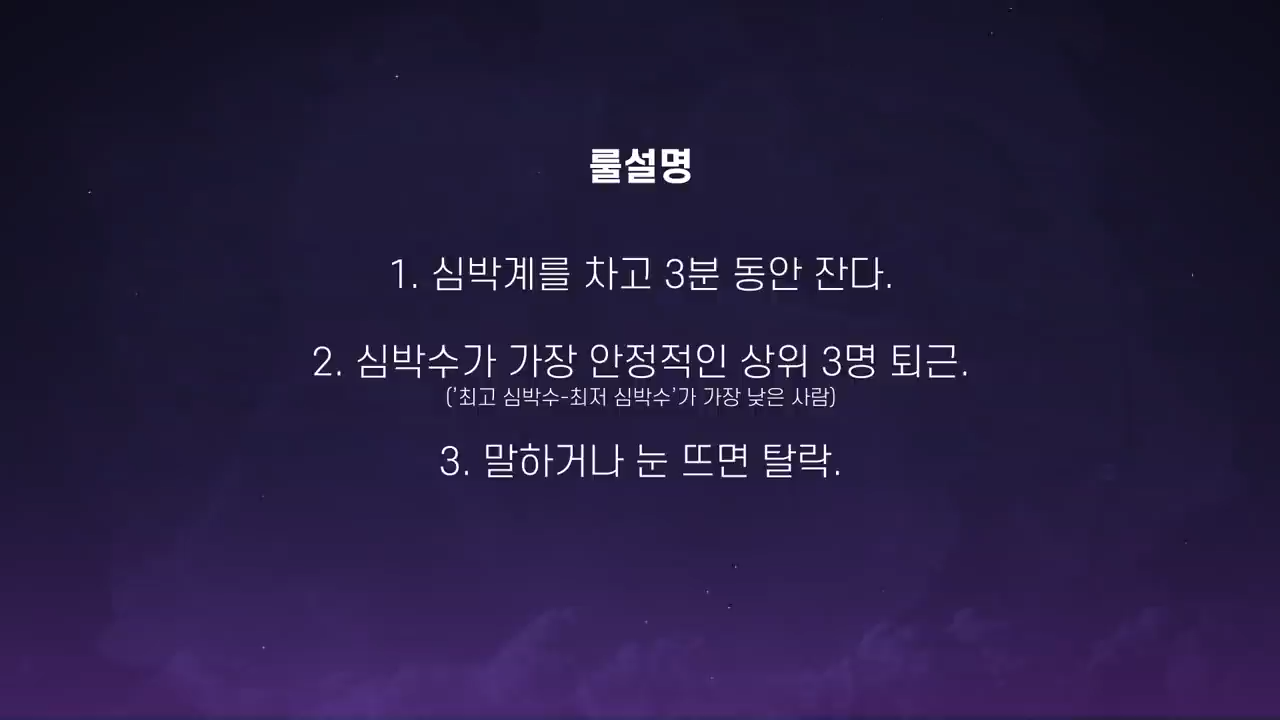 룰설명
1. 심박계를 차고 3분 동안 잔다.
2. 심박수가 가장 안정적인 상위 3명 퇴근.
('최고 심박수-최저 심박수'가 가장 낮은 사람)
3. 말하거나 눈 뜨면 탈락.